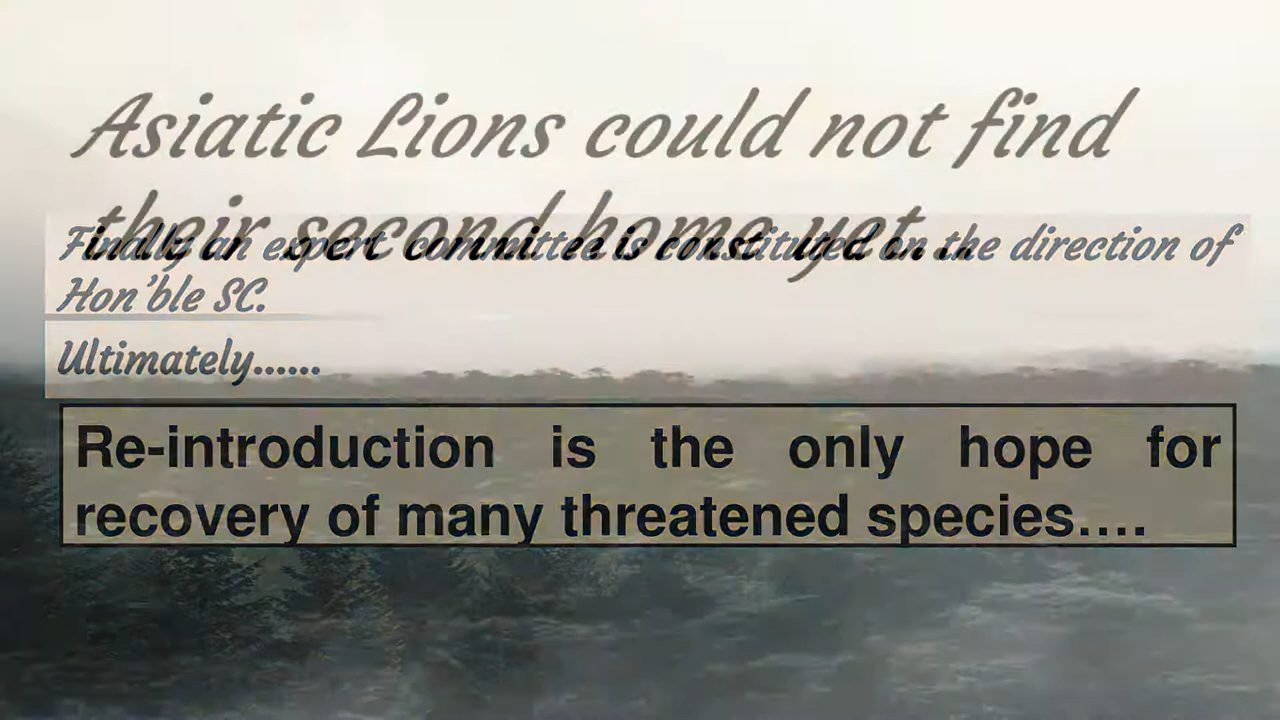 Asiatic Lions could not find
their second home yet...
Finally an expert committee is constituted on the direction of
Hon'ble SC.
Ultimately......
Re-introduction is the only hope for
recovery of many threatened species....